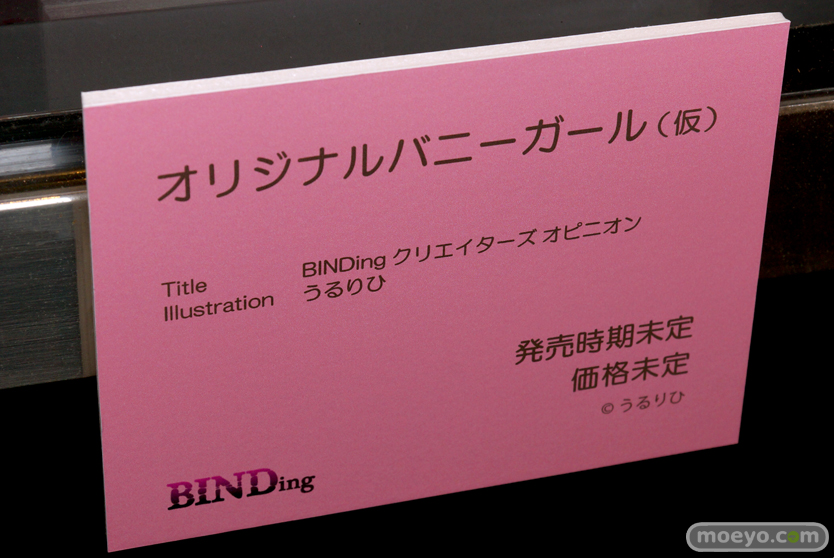 オリジナルバニーガール（仮）
Title BINDing クリエイターズ オピニオン
Illustration うるりひ
発売時期未定
価格未定
© うるりひ
BINDing
moeyo.com